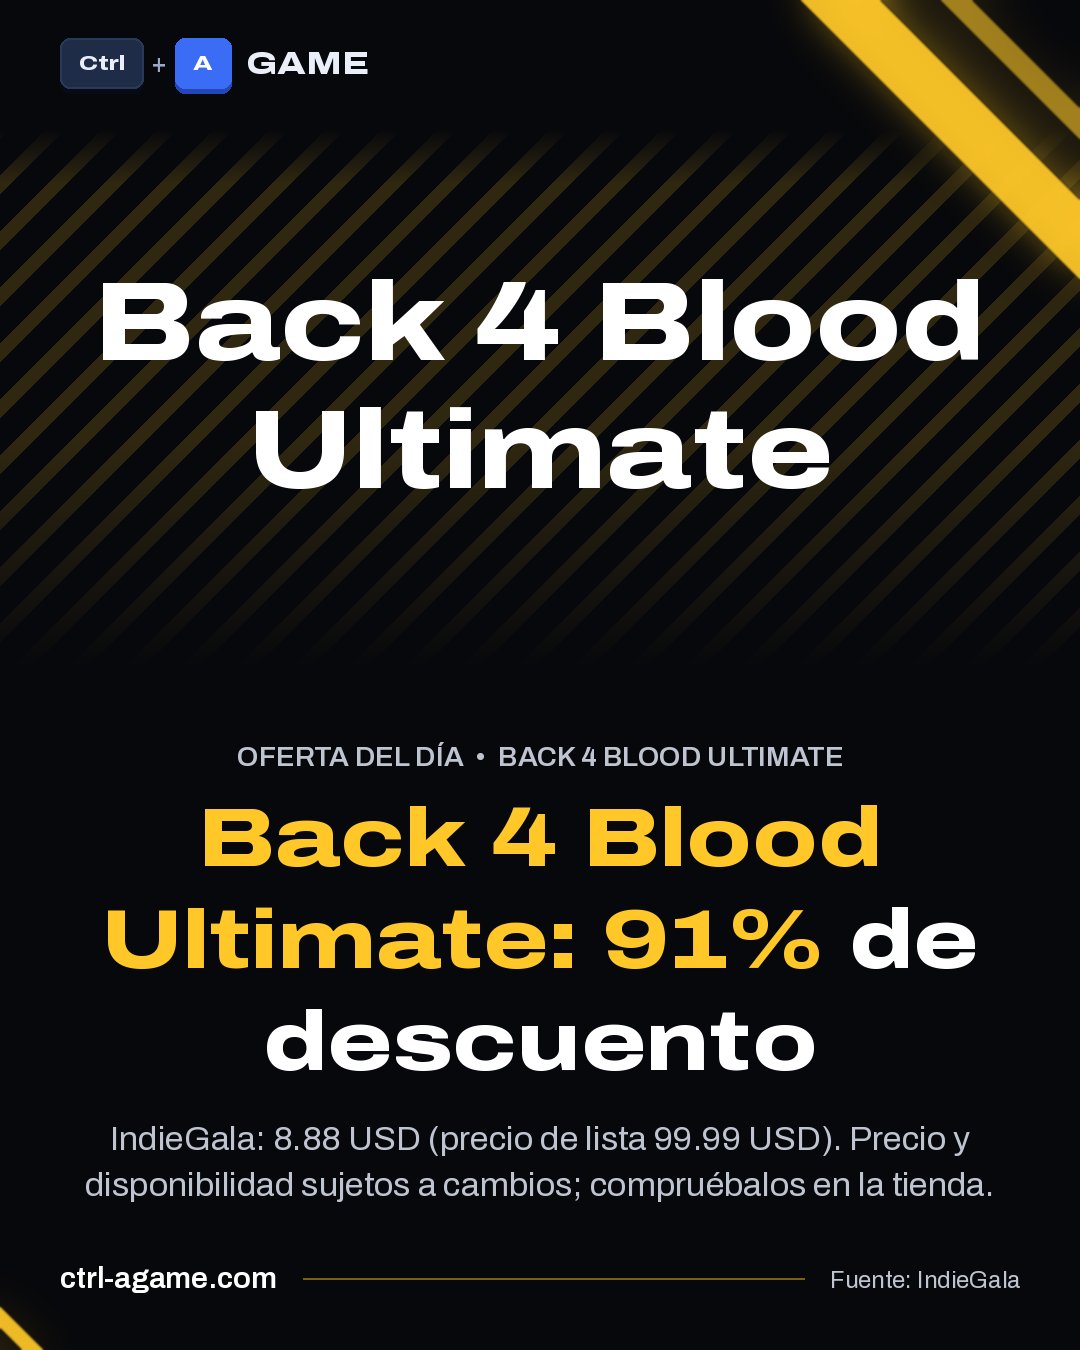 Ctrl + A GAME
Back 4 Blood
Ultimate
OFERTA DEL DÍA • BACK 4 BLOOD ULTIMATE
Back 4 Blood
Ultimate: 91% de
descuento
IndieGala: 8.88 USD (precio de lista 99.99 USD). Precio y
disponibilidad sujetos a cambios; compruébalos en la tienda.
ctrl-agame.com
Fuente: IndieGala